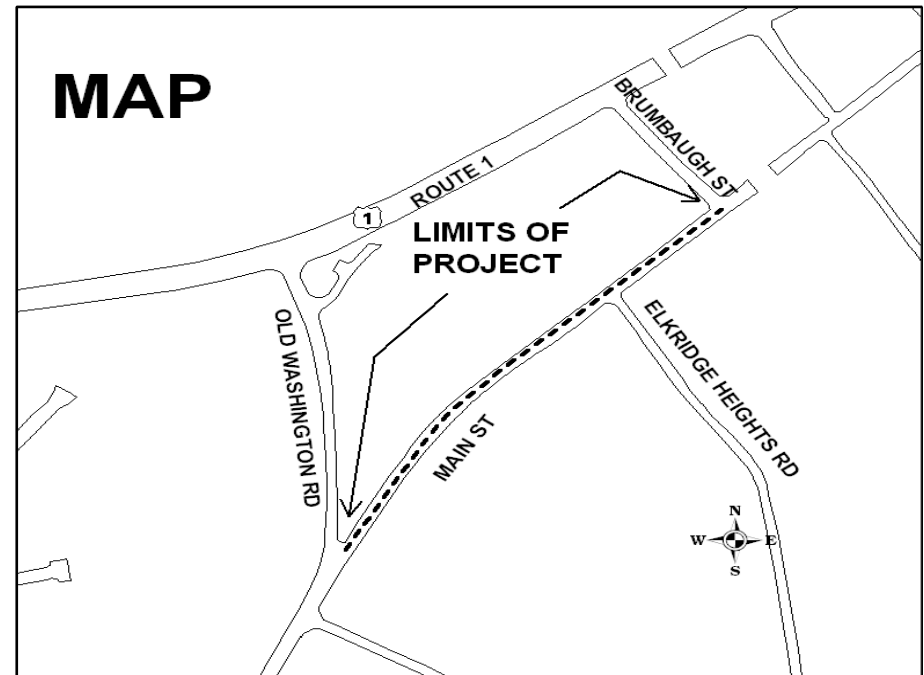 MAP
BRUMBAUGH ST
ROUTE 1
1
LIMITS OF
PROJECT
OLD WASHINGTON RD
MAIN ST
ELKRIDGE HEIGHTS RD
N
W
E
S